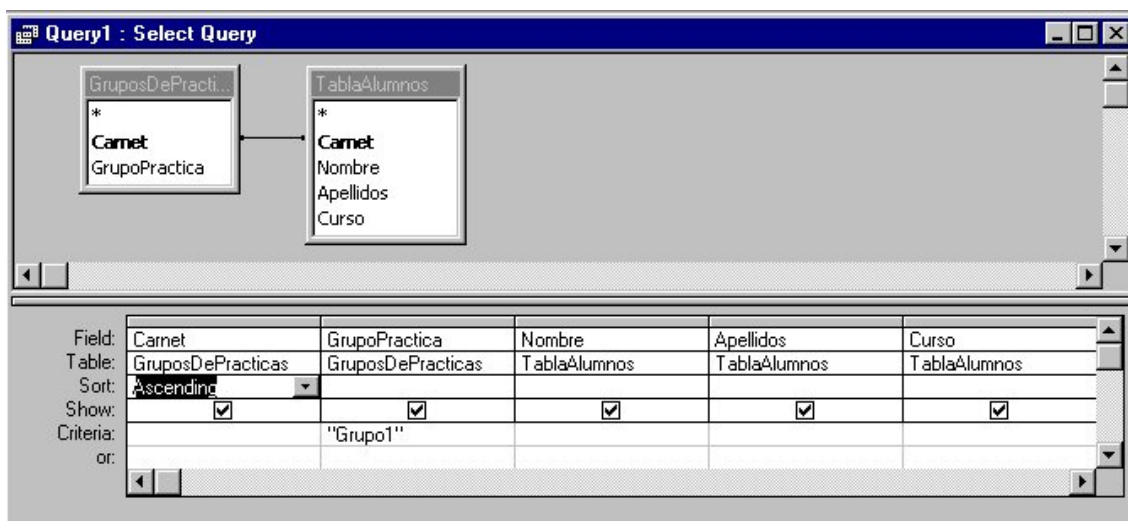 Query1 : Select Query
GruposDePracti...
*
Carnet
GrupoPractica
TablaAlumnos
*
Carnet
Nombre
Apellidos
Curso
Field: Carnet GrupoPractica Nombre Apellidos Curso
Table: GruposDePracticas GruposDePracticas TablaAlumnos TablaAlumnos TablaAlumnos
Sort: Ascending
Show:
Criteria: "Grupo1"
or: